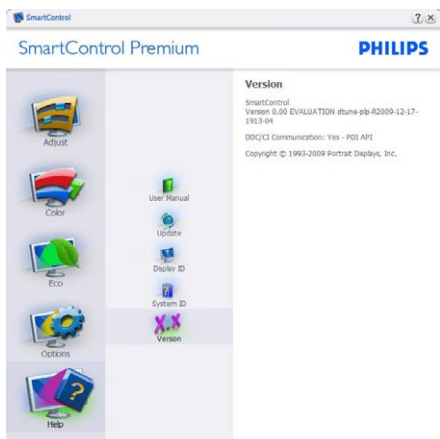 SmartControl
SmartControl Premium
PHILIPS
Adjust
Color
Eco
Options
Help
User Manual
Update
Display ID
System ID
X.X
Version
Version
SmartControl
Version 0.00 EVALUATION dtune-plp-R2009-12-17-
1913-04
DDC/CI Communication: Yes - PDI API
Copyright © 1993-2009 Portrait Displays, Inc.